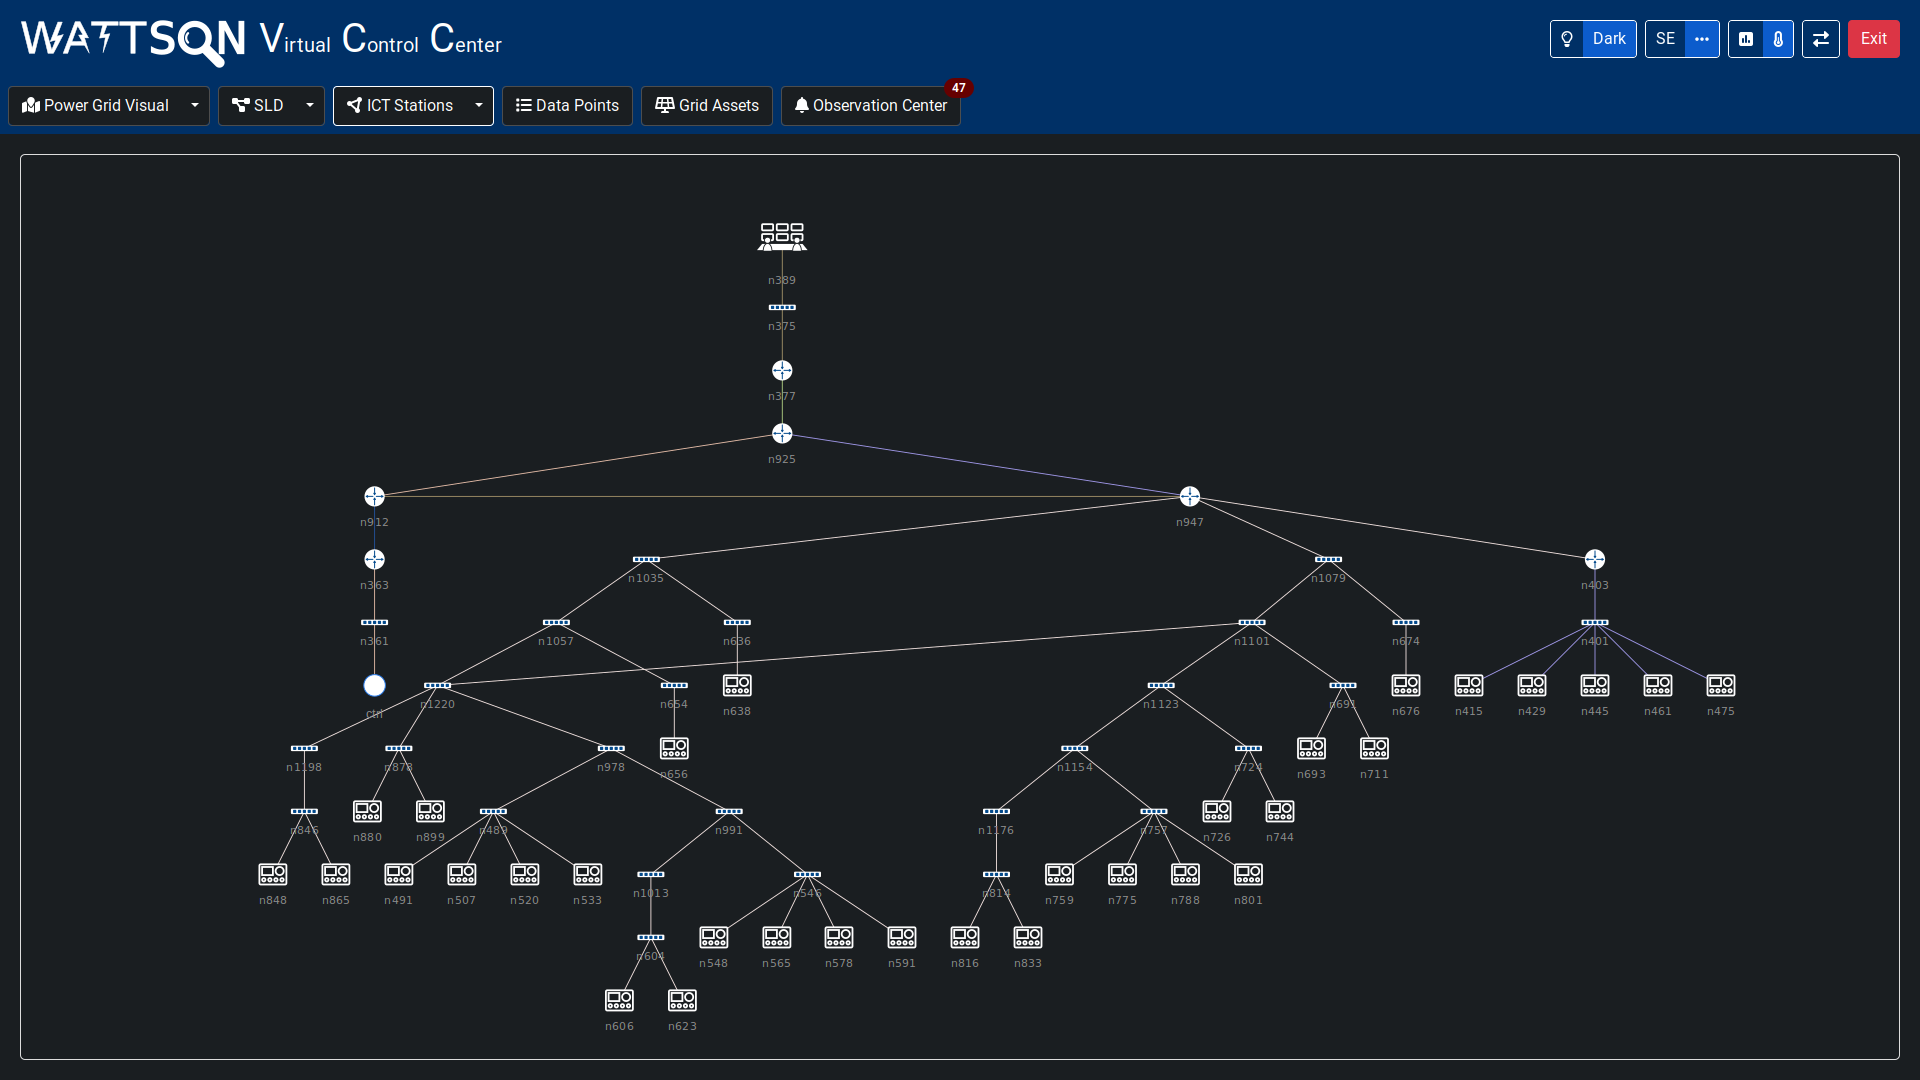 WATTSON Virtual Control Center
Dark
SE
Exit
Power Grid Visual
SLD
ICT Stations
Data Points
Grid Assets
Observation Center
47
n389
n375
n377
n925
n912
n947
n363
n1035
n1079
n403
n361
n1057
n636
n1101
n674
n401
ctrl
n1220
n654
n638
n1123
n691
n676
n415
n429
n445
n461
n475
n1198
n878
n978
n656
n1154
n724
n693
n711
n846
n880
n899
n489
n991
n1176
n757
n726
n744
n848
n865
n491
n507
n520
n533
n1013
n546
n814
n759
n775
n788
n801
n604
n548
n565
n578
n591
n816
n833
n606
n623